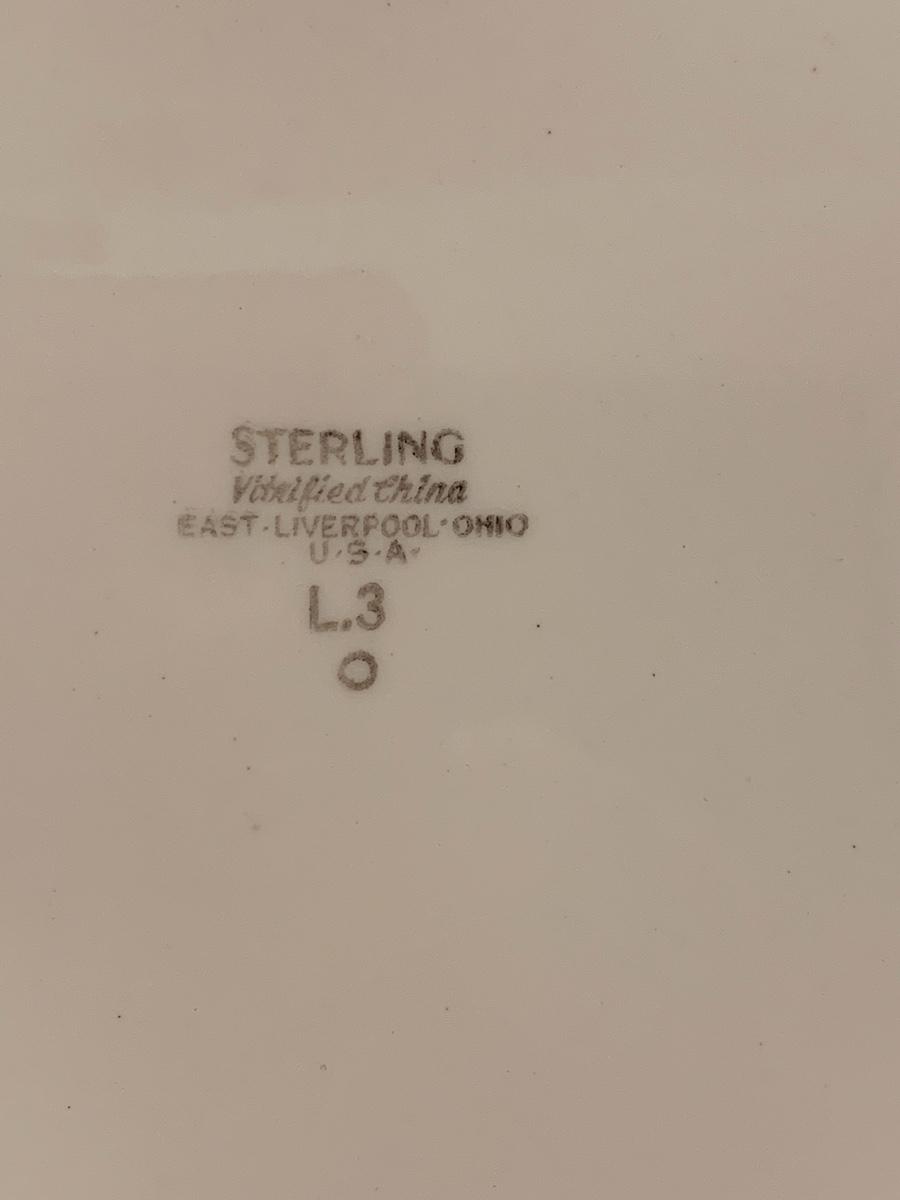 STERLING
Vitrified China
EAST·LIVERPOOL·OHIO
U·S·A·
L.3
O